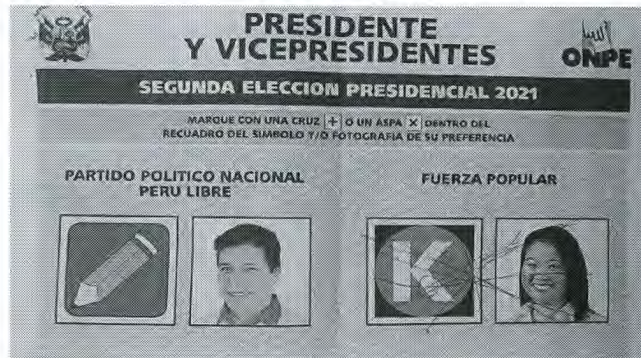 PRESIDENTE
Y VICEPRESIDENTES
ONPE
SEGUNDA ELECCION PRESIDENCIAL 2021
MARQUE CON UNA CRUZ + O UN ASPA X DENTRO DEL
RECUADRO DEL SIMBOLO Y/O FOTOGRAFIA DE SU PREFERENCIA
PARTIDO POLITICO NACIONAL
PERU LIBRE
FUERZA POPULAR
K